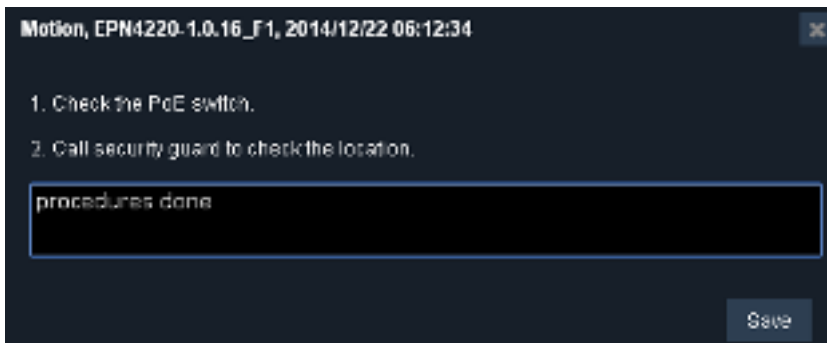 Motion, EPN4220-1.0.16_F1, 2014/12/22 06:12:34
1. Check the PoE switch.
2. Call security guard to check the location.
procedures done
Save